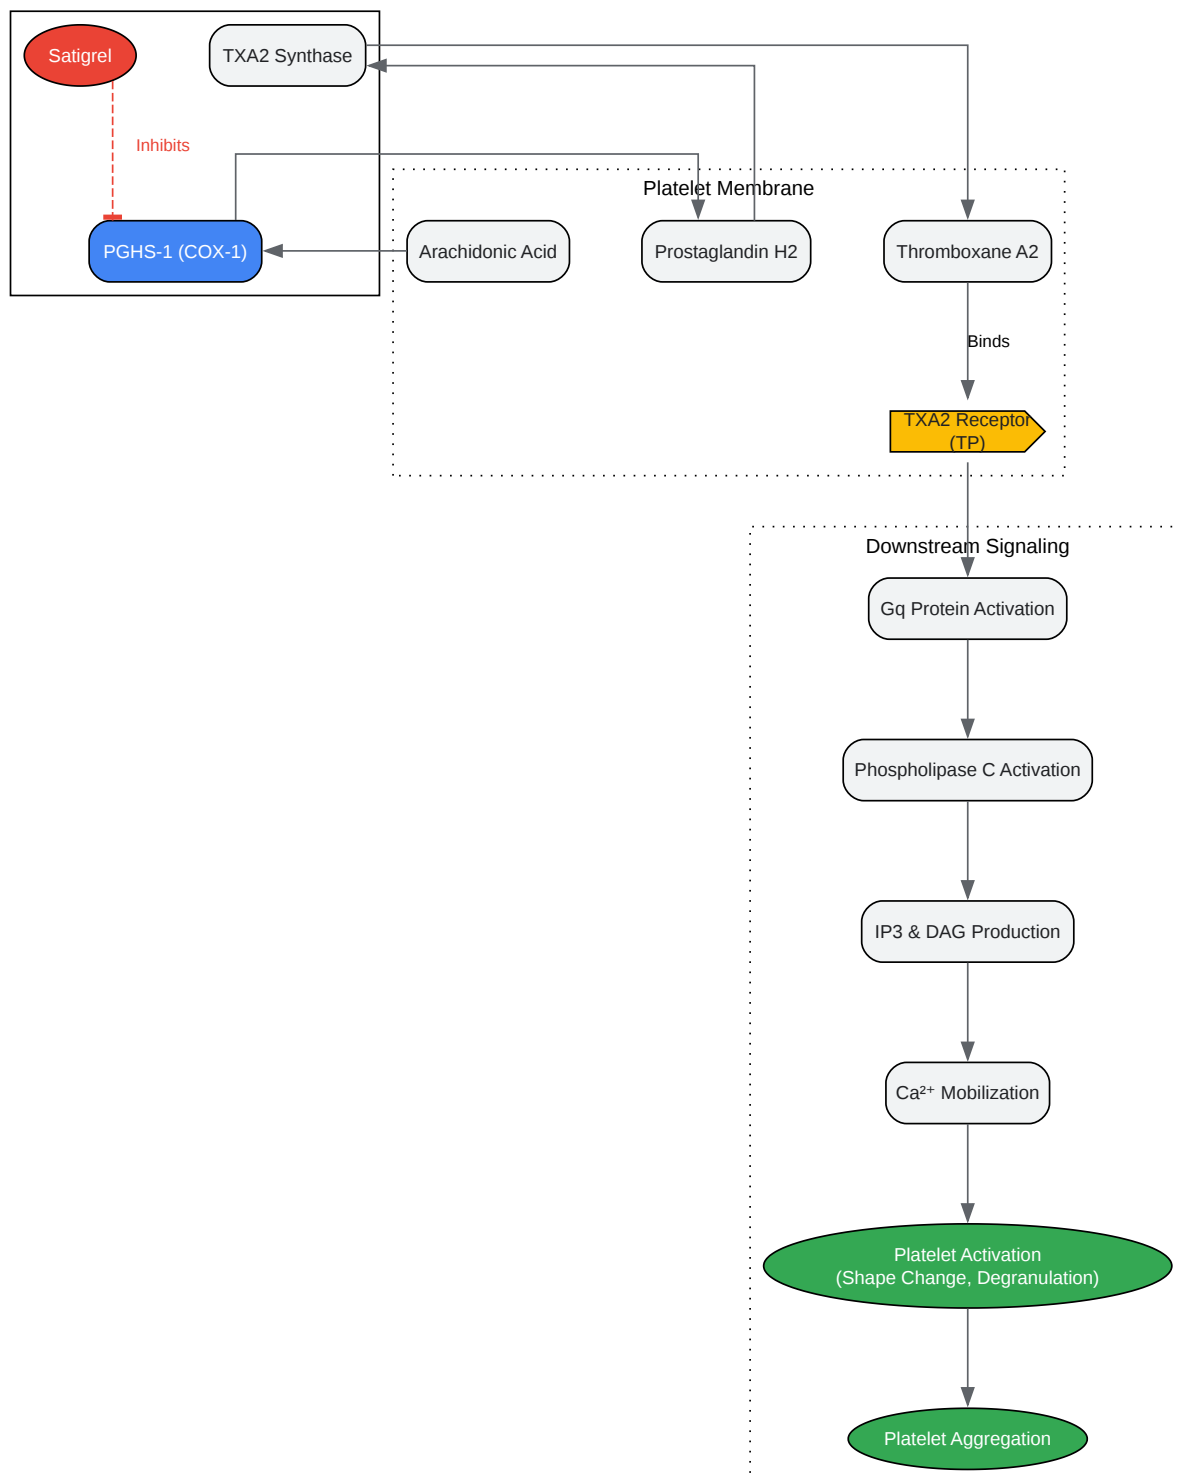 Satigrel
TXA2 Synthase
Inhibits
Platelet Membrane
PGHS-1 (COX-1)
Arachidonic Acid
Prostaglandin H2
Thromboxane A2
Binds
TXA2 Receptor
(TP)
Downstream Signaling
Gq Protein Activation
Phospholipase C Activation
IP3 & DAG Production
Ca²⁺ Mobilization
Platelet Activation
(Shape Change, Degranulation)
Platelet Aggregation